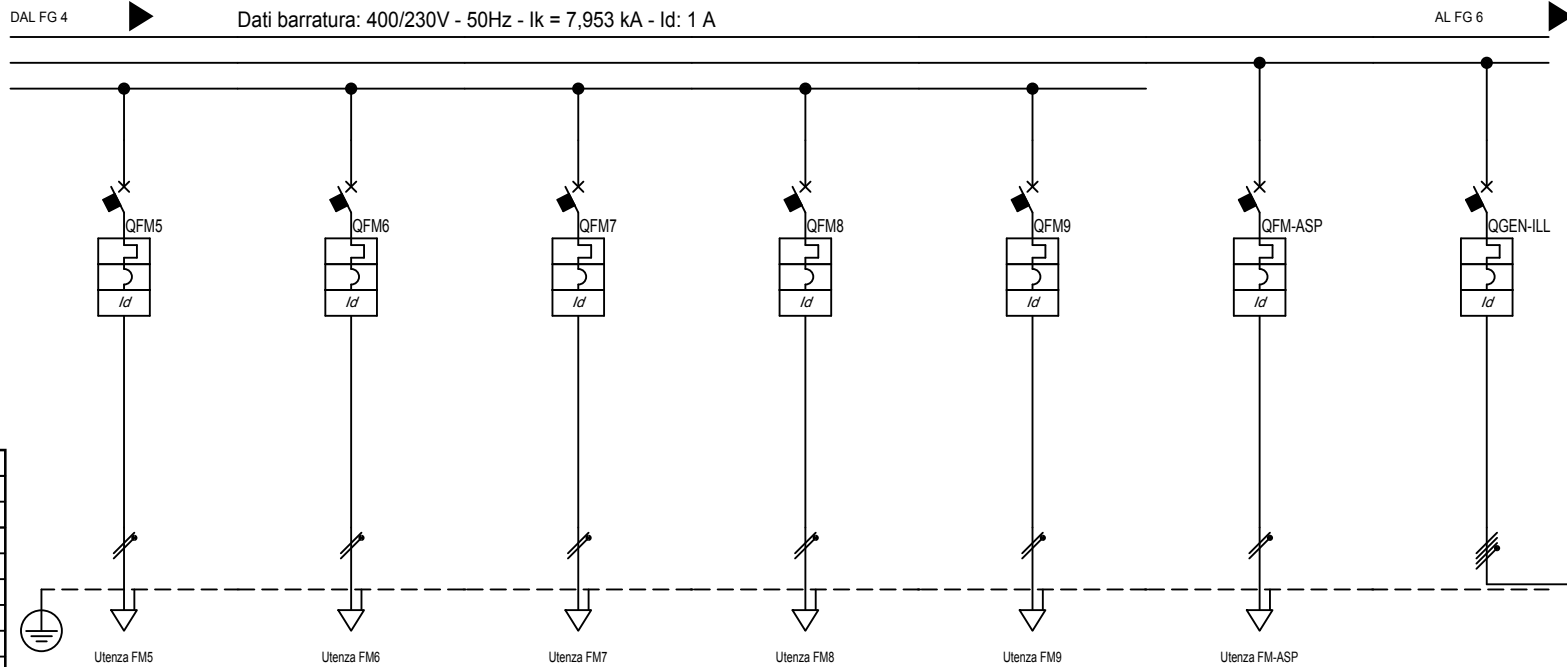 DAL FG 4
Dati barratura: 400/230V - 50Hz - Ik = 7,953 kA - Id: 1 A
AL FG 6
QFM5
QFM6
QFM7
QFM8
QFM9
QFM-ASP
QGEN-ILL
Id
Id
Id
Id
Id
Id
Id
Utenza FM5
Utenza FM6
Utenza FM7
Utenza FM8
Utenza FM9
Utenza FM-ASP